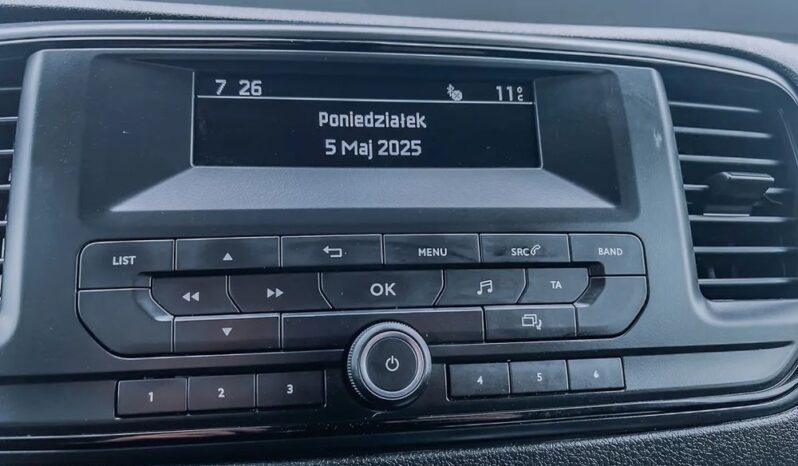 7 26 11°C
Poniedziałek
5 Maj 2025
LIST MENU SRC BAND
OK TA
1 2 3 4 5 6